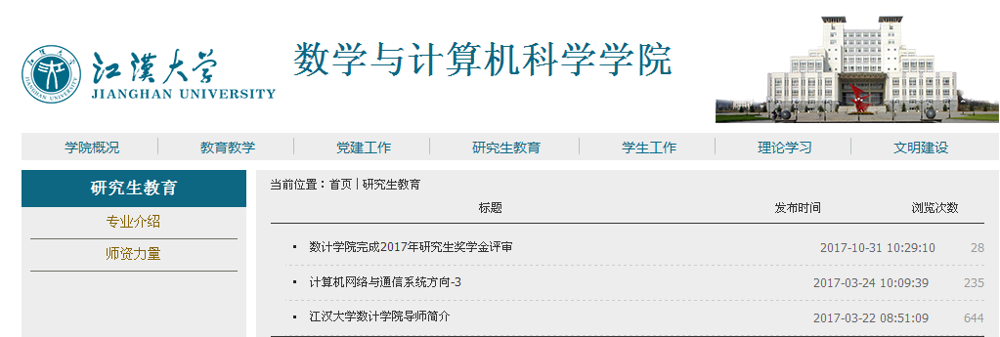 江漢大学
JIANGHAN UNIVERSITY
数学与计算机科学学院
学院概况 教育教学 党建工作 研究生教育 学生工作 理论学习 文明建设
研究生教育
专业介绍
师资力量
当前位置：首页 | 研究生教育
标题 发布时间 浏览次数
数计学院完成2017年研究生奖学金评审 2017-10-31 10:29:10 28
计算机网络与通信系统方向-3 2017-03-24 10:09:39 235
江汉大学数计学院导师简介 2017-03-22 08:51:09 644